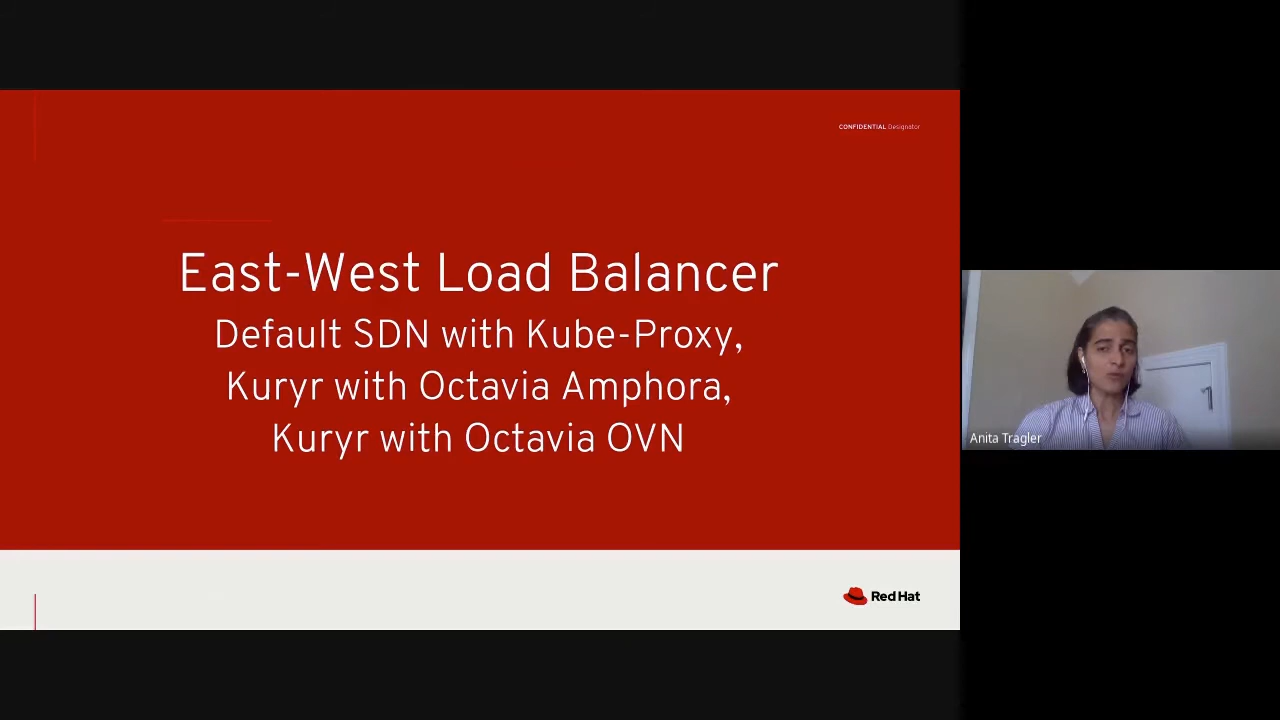 CONFIDENTIAL Designator
East-West Load Balancer
Default SDN with Kube-Proxy,
Kuryr with Octavia Amphora,
Kuryr with Octavia OVN
Red Hat
Anita Tragler